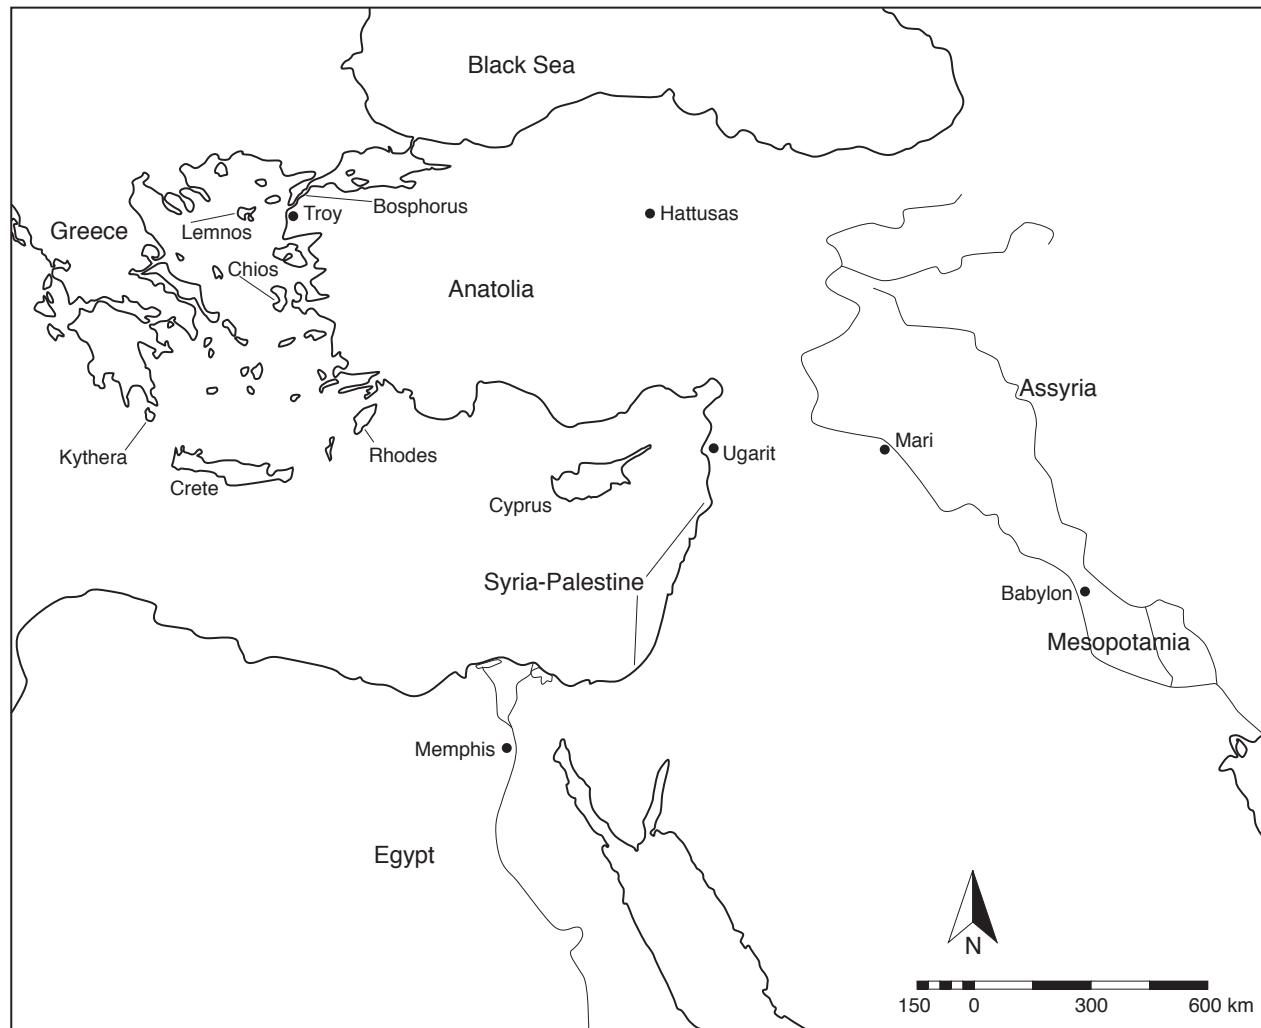 Black Sea
Bosphorus
Troy
Hattusas
Lemnos
Greece
Chios
Anatolia
Assyria
Mari
Kythera
Rhodes
Ugarit
Crete
Cyprus
Syria-Palestine
Babylon
Mesopotamia
Memphis
Egypt
N
150 0 300 600 km